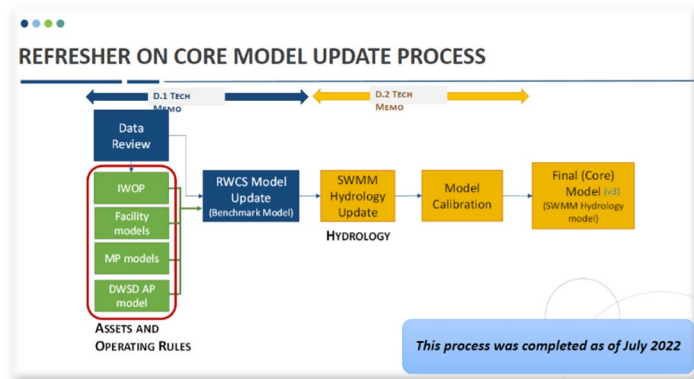 REFRESHER ON CORE MODEL UPDATE PROCESS
D.1 TECH
MEMO
D.2 TECH
MEMO
Data
Review
IWOP
Facility
models
MP models
DWSD AP
model
ASSETS AND
OPERATING RULES
RWCS Model
Update
(Benchmark Model)
SWMM
Hydrology
Update
HYDROLOGY
Model
Calibration
Final (Core)
Model (v3)
(SWMM Hydrology
model)
This process was completed as of July 2022